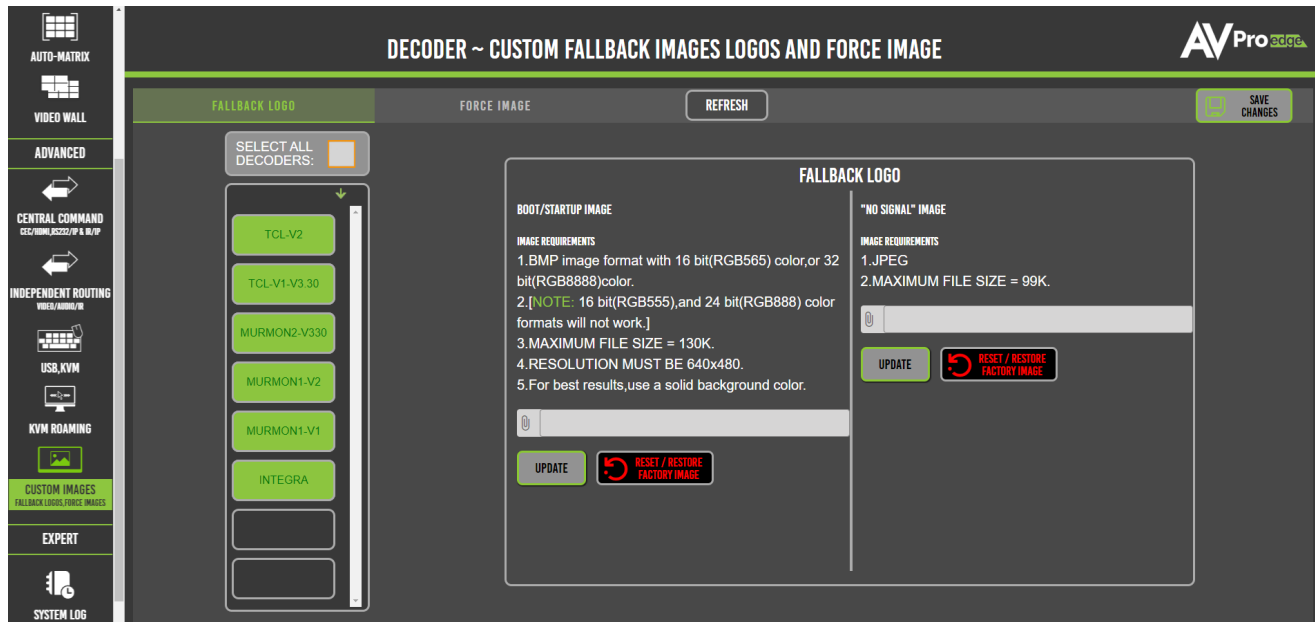 AUTO-MATRIX
VIDEO WALL
ADVANCED
CENTRAL COMMAND
CEC/HDMI,RS232/IP & IR/IP
INDEPENDENT ROUTING
VIDEO/AUDIO/IR
USB,KVM
KVM ROAMING
CUSTOM IMAGES
FALLBACK LOGOS,FORCE IMAGES
EXPERT
SYSTEM LOG
DECODER ~ CUSTOM FALLBACK IMAGES LOGOS AND FORCE IMAGE
AVPro edge
FALLBACK LOGO
FORCE IMAGE
REFRESH
SAVE
CHANGES
SELECT ALL
DECODERS:
TCL-V2
TCL-V1-V3.30
MURMON2-V330
MURMON1-V2
MURMON1-V1
INTEGRA
FALLBACK LOGO
BOOT/STARTUP IMAGE
IMAGE REQUIREMENTS
1.BMP image format with 16 bit(RGB565) color,or 32
bit(RGB8888)color.
2.[NOTE: 16 bit(RGB555),and 24 bit(RGB888) color
formats will not work.]
3.MAXIMUM FILE SIZE = 130K.
4.RESOLUTION MUST BE 640x480.
5.For best results,use a solid background color.
UPDATE
RESET / RESTORE
FACTORY IMAGE
"NO SIGNAL" IMAGE
IMAGE REQUIREMENTS
1.JPEG
2.MAXIMUM FILE SIZE = 99K.
UPDATE
RESET / RESTORE
FACTORY IMAGE